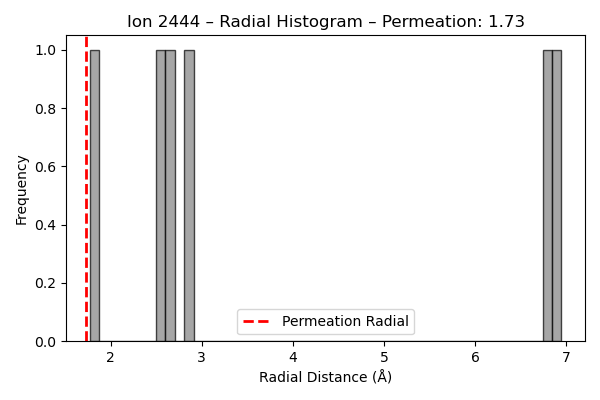 Ion 2444 – Radial Histogram – Permeation: 1.73
Frequency
1.0
0.8
0.6
0.4
0.2
0.0
Permeation Radial
2 3 4 5 6 7
Radial Distance (Å)